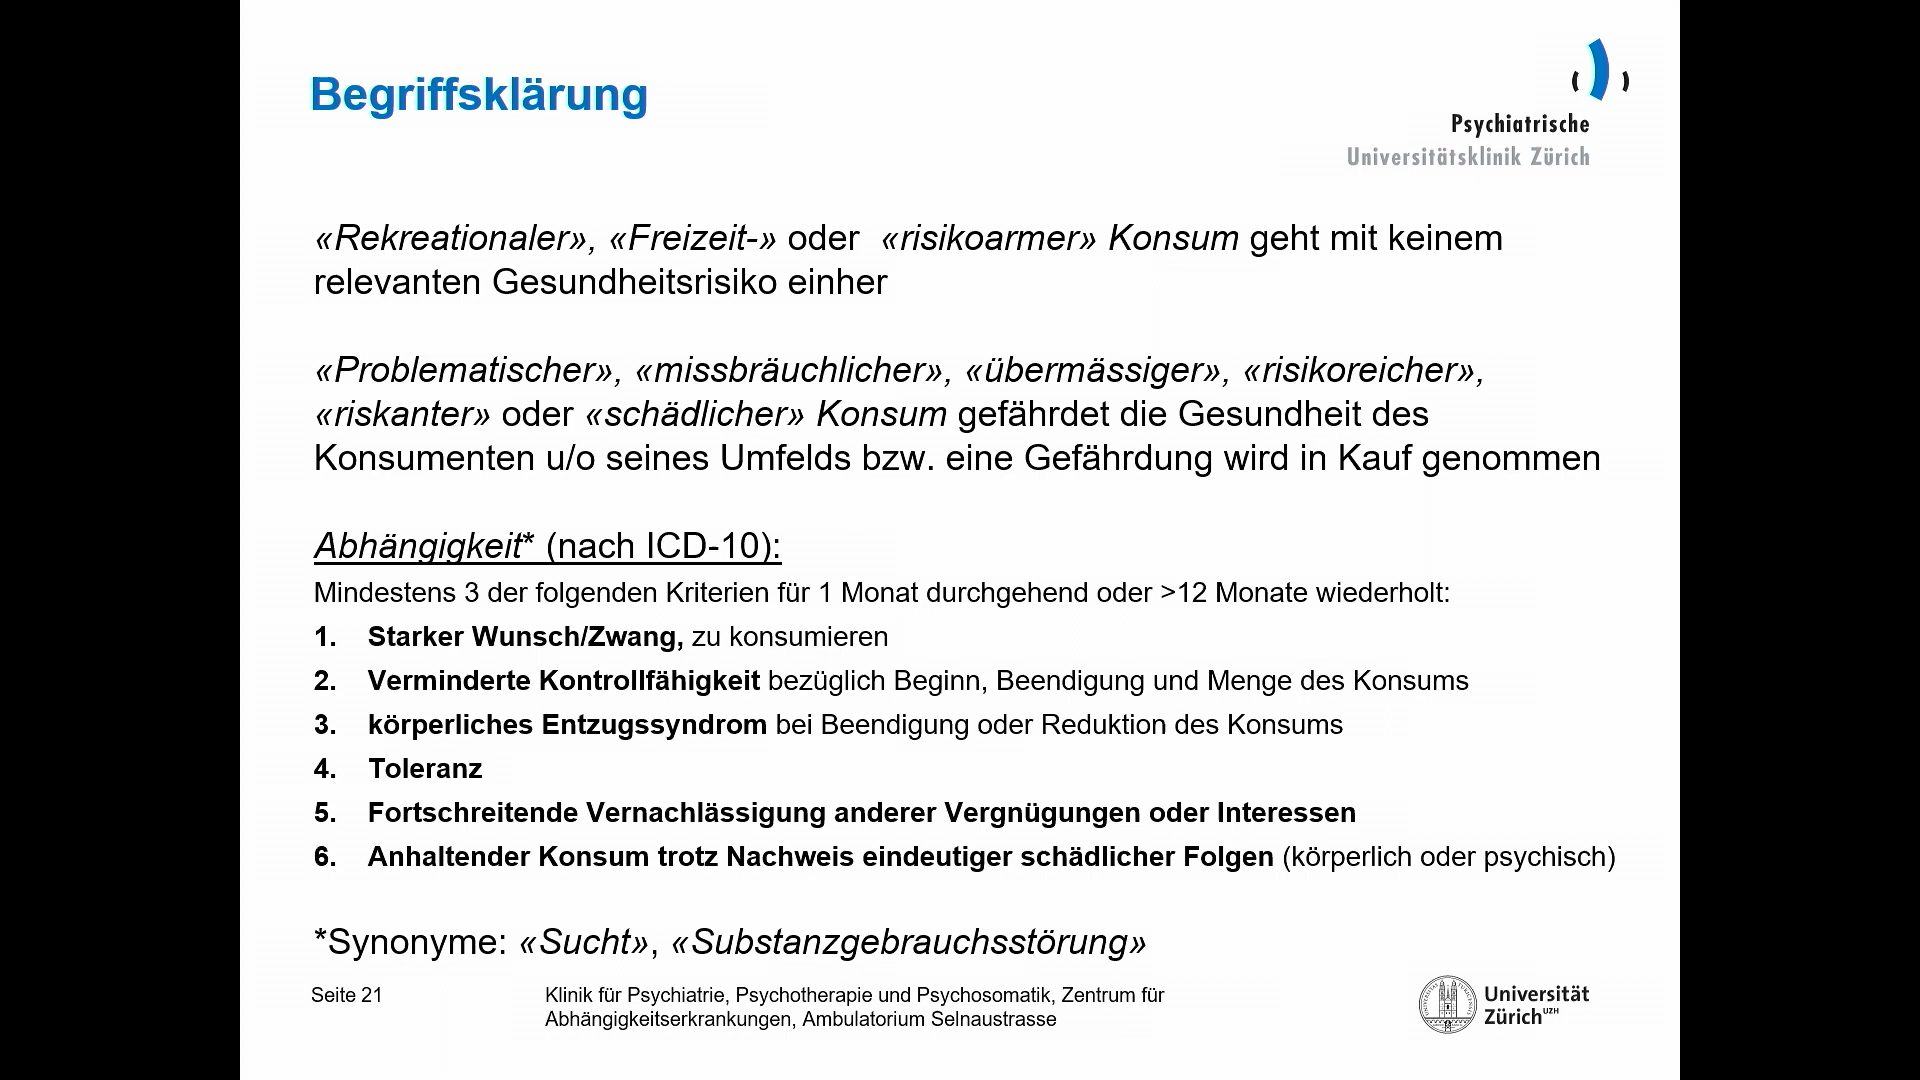 Begriffsklärung
Psychiatrische
Universitätsklinik Zürich
«Rekreationaler», «Freizeit-» oder «risikoarmer» Konsum geht mit keinem
relevanten Gesundheitsrisiko einher
«Problematischer», «missbräuchlicher», «übermässiger», «risikoreicher»,
«riskanter» oder «schädlicher» Konsum gefährdet die Gesundheit des
Konsumenten u/o seines Umfelds bzw. eine Gefährdung wird in Kauf genommen
Abhängigkeit* (nach ICD-10):
Mindestens 3 der folgenden Kriterien für 1 Monat durchgehend oder >12 Monate wiederholt:
1. Starker Wunsch/Zwang, zu konsumieren
2. Verminderte Kontrollfähigkeit bezüglich Beginn, Beendigung und Menge des Konsums
3. körperliches Entzugssyndrom bei Beendigung oder Reduktion des Konsums
4. Toleranz
5. Fortschreitende Vernachlässigung anderer Vergnügungen oder Interessen
6. Anhaltender Konsum trotz Nachweis eindeutiger schädlicher Folgen (körperlich oder psychisch)
*Synonyme: «Sucht», «Substanzgebrauchsstörung»
Seite 21
Klinik für Psychiatrie, Psychotherapie und Psychosomatik, Zentrum für
Abhängigkeitserkrankungen, Ambulatorium Selnaustrasse
Universität
Zürich UZH